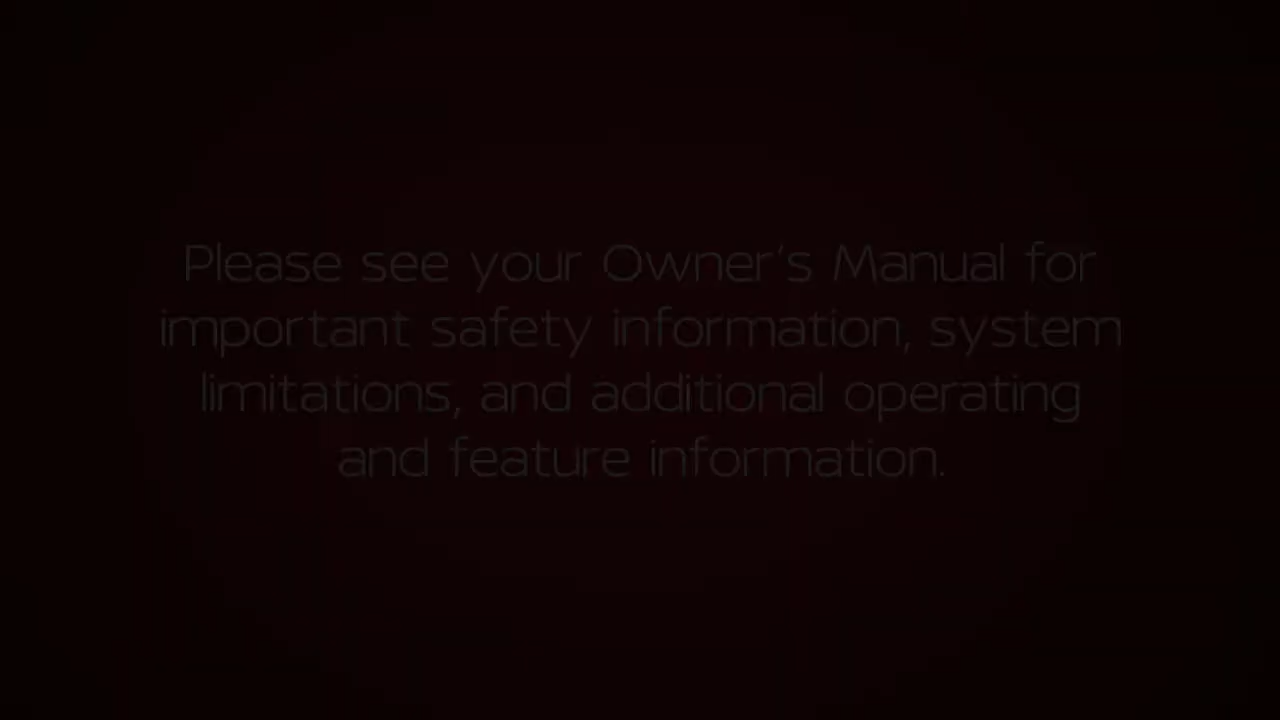 Please see your Owner’s Manual for
important safety information, system
limitations, and additional operating
and feature information.